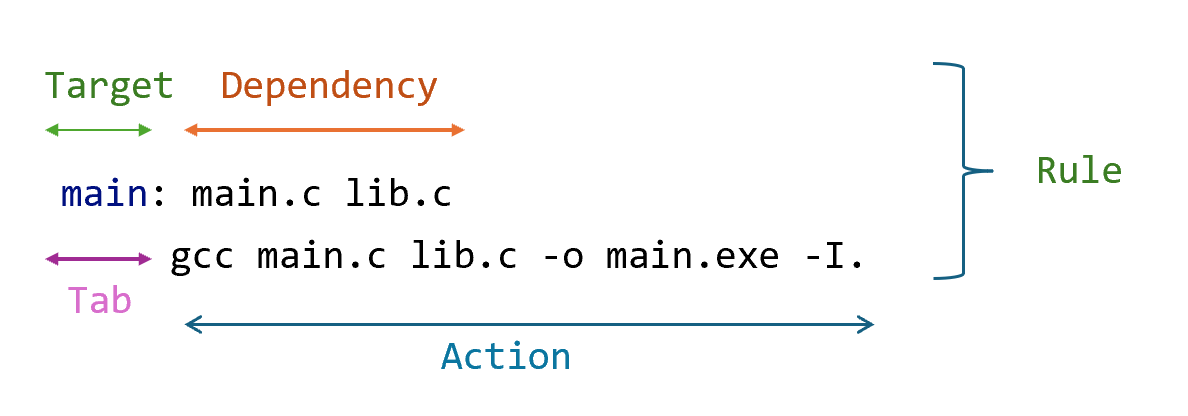 Target Dependency
main: main.c lib.c
Rule
gcc main.c lib.c -o main.exe -I.
Tab
Action